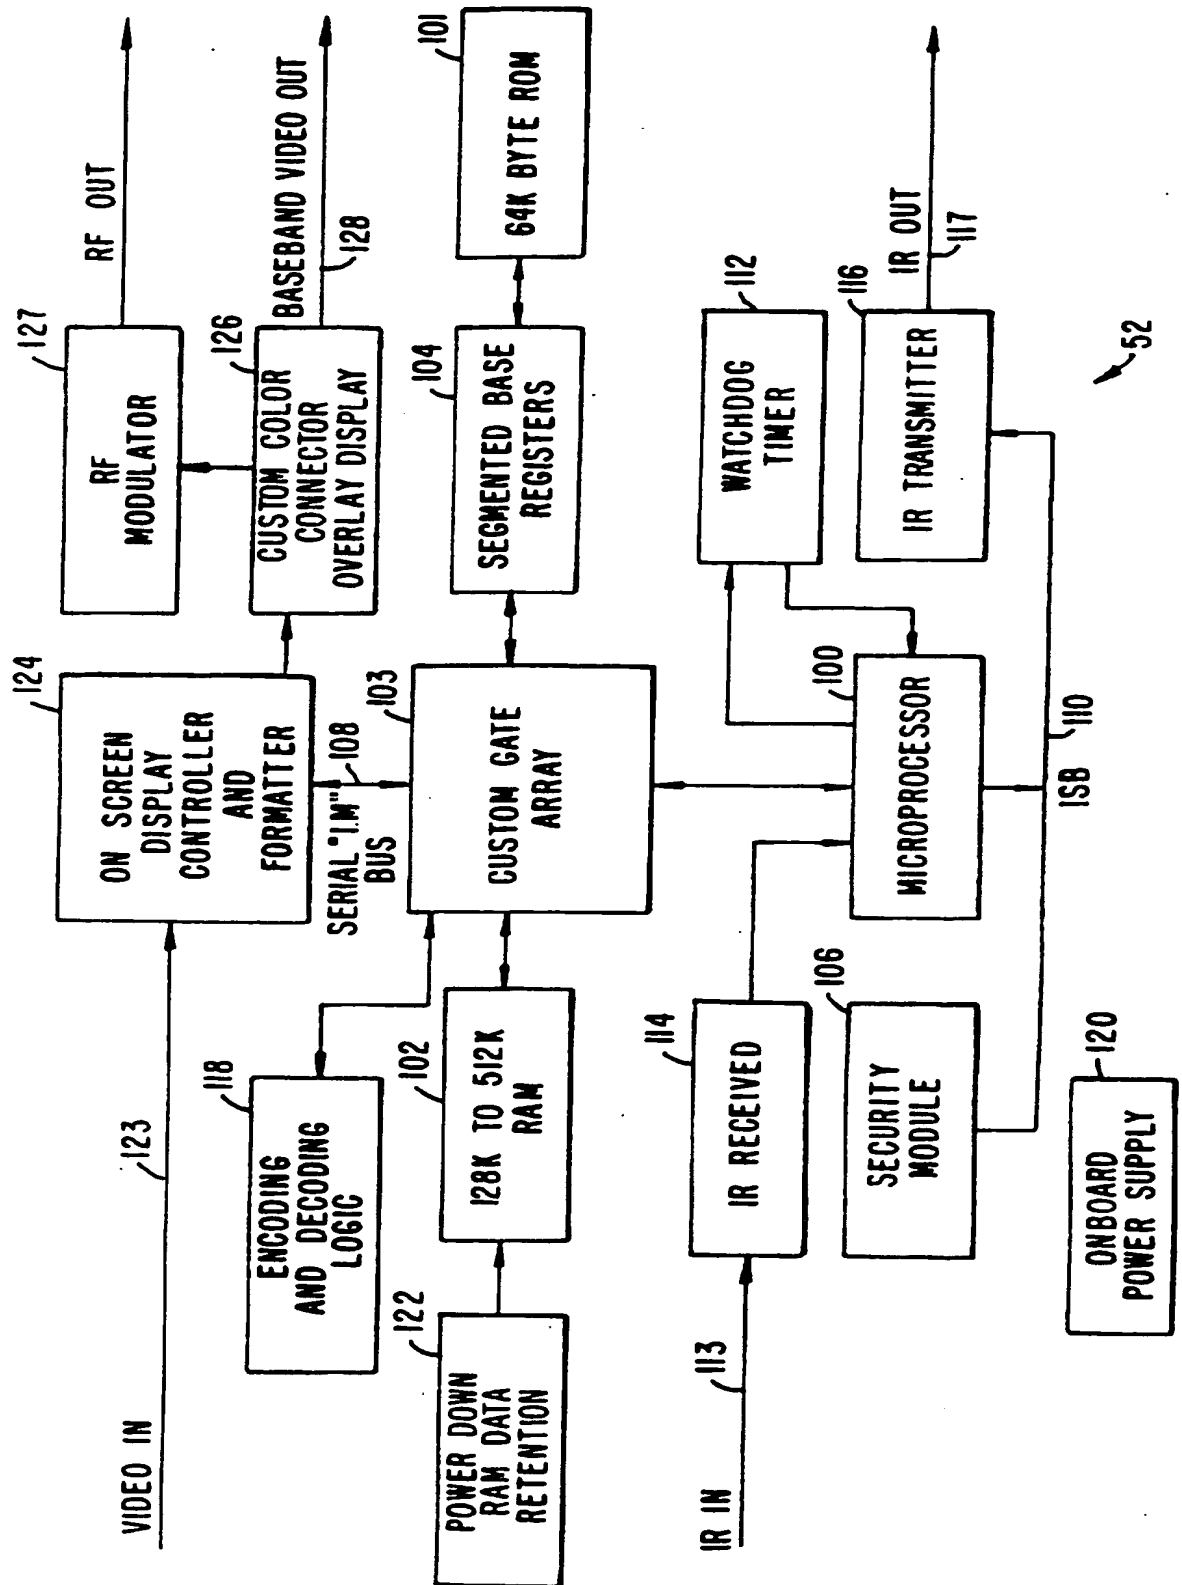 VIDEO IN
123
ON SCREEN
DISPLAY
CONTROLLER
AND
FORMATTER
124
RF
MODULATOR
127
RF OUT
CUSTOM COLOR
CONNECTOR
OVERLAY DISPLAY
126
BASEBAND VIDEO OUT
128
ENCODING
AND DECODING
LOGIC
118
SERIAL "I.M"
BUS
108
POWER DOWN
RAM DATA
RETENTION
122
128K TO 512K
RAM
102
CUSTOM GATE
ARRAY
103
SEGMENTED BASE
REGISTERS
104
64K BYTE ROM
101
IR IN
113
IR RECEIVED
114
WATCHDOG
TIMER
112
SECURITY
MODULE
106
MICROPROCESSOR
100
IR TRANSMITTER
116
IR OUT
117
ISB
110
ONBOARD
POWER SUPPLY
120
52